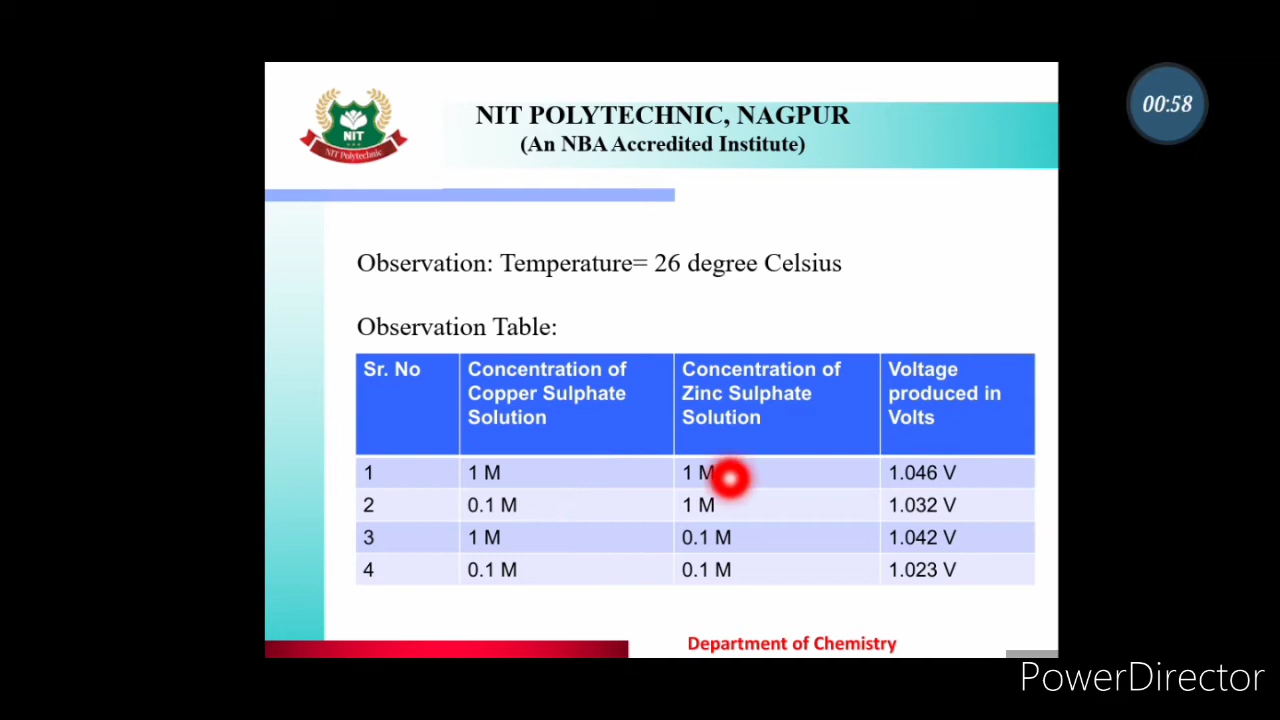 00:58
NIT
NIT Polytechnic
NIT POLYTECHNIC, NAGPUR
(An NBA Accredited Institute)
Observation: Temperature= 26 degree Celsius
Observation Table:
Sr. No Concentration of Copper Sulphate Solution Concentration of Zinc Sulphate Solution Voltage produced in Volts
1 1 M 1 M 1.046 V
2 0.1 M 1 M 1.032 V
3 1 M 0.1 M 1.042 V
4 0.1 M 0.1 M 1.023 V
Department of Chemistry
PowerDirector